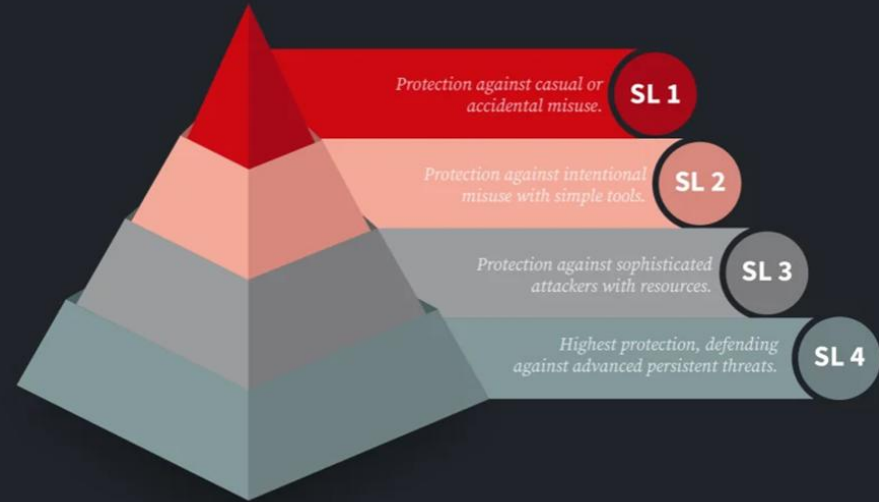 Protection against casual or
accidental misuse.
SL 1
Protection against intentional
misuse with simple tools.
SL 2
Protection against sophisticated
attackers with resources.
SL 3
Highest protection, defending
against advanced persistent threats.
SL 4